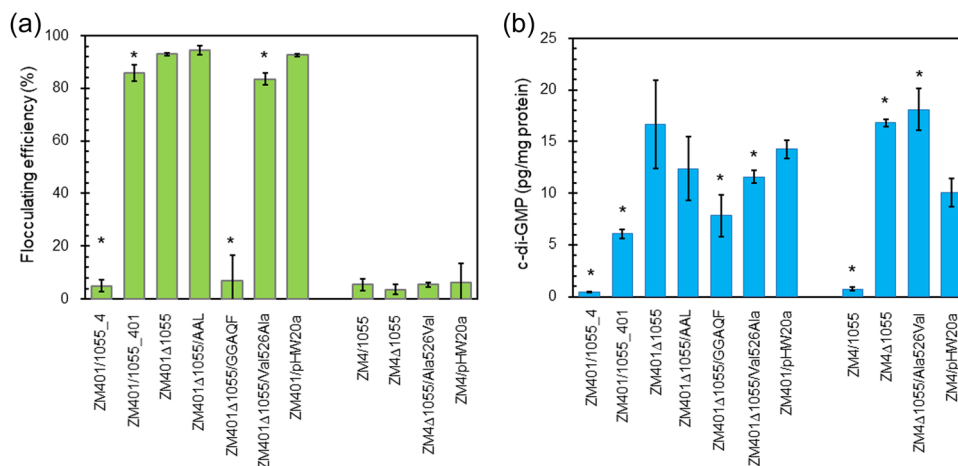 (a)
Flocculating efficiency (%)
100
80
60
40
20
0
*
*
*
*
ZM401/1055_4
ZM401/1055_401
ZM401Δ1055
ZM401Δ1055/AAL
ZM401Δ1055/GGAQF
ZM401Δ1055/Val526Ala
ZM401/pHW20a
ZM4/1055
ZM4Δ1055
ZM4Δ1055/Ala526Val
ZM4/pHW20a
(b)
c-di-GMP (pg/mg protein)
25
20
15
10
5
0
*
*
*
*
*
*
*
ZM401/1055_4
ZM401/1055_401
ZM401Δ1055
ZM401Δ1055/AAL
ZM401Δ1055/GGAQF
ZM401Δ1055/Val526Ala
ZM401/pHW20a
ZM4/1055
ZM4Δ1055
ZM4Δ1055/Ala526Val
ZM4/pHW20a